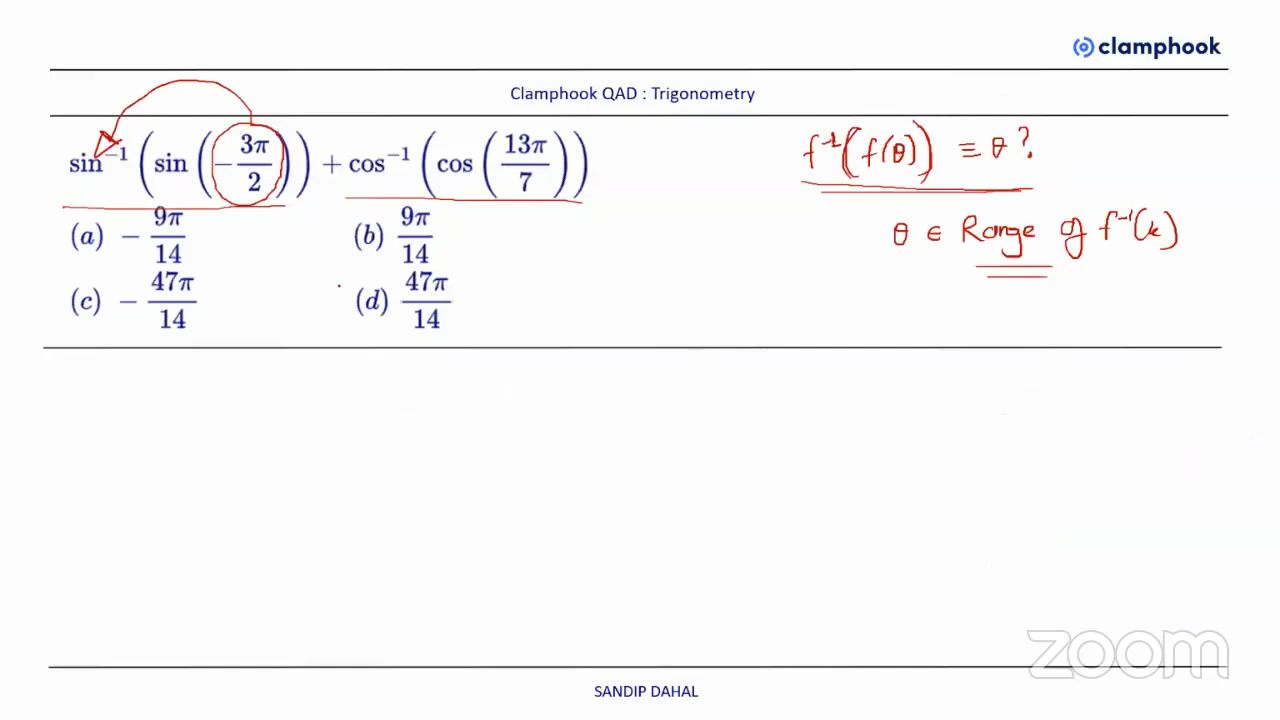 clamphook
Clamphook QAD : Trigonometry
sin⁻¹(sin(−3π/2)) + cos⁻¹(cos(13π/7))
f⁻¹(f(θ)) ≡ θ ?
(a) −9π/14 (b) 9π/14
θ ∈ Range of f⁻¹(x)
(c) −47π/14 (d) 47π/14
zoom
SANDIP DAHAL